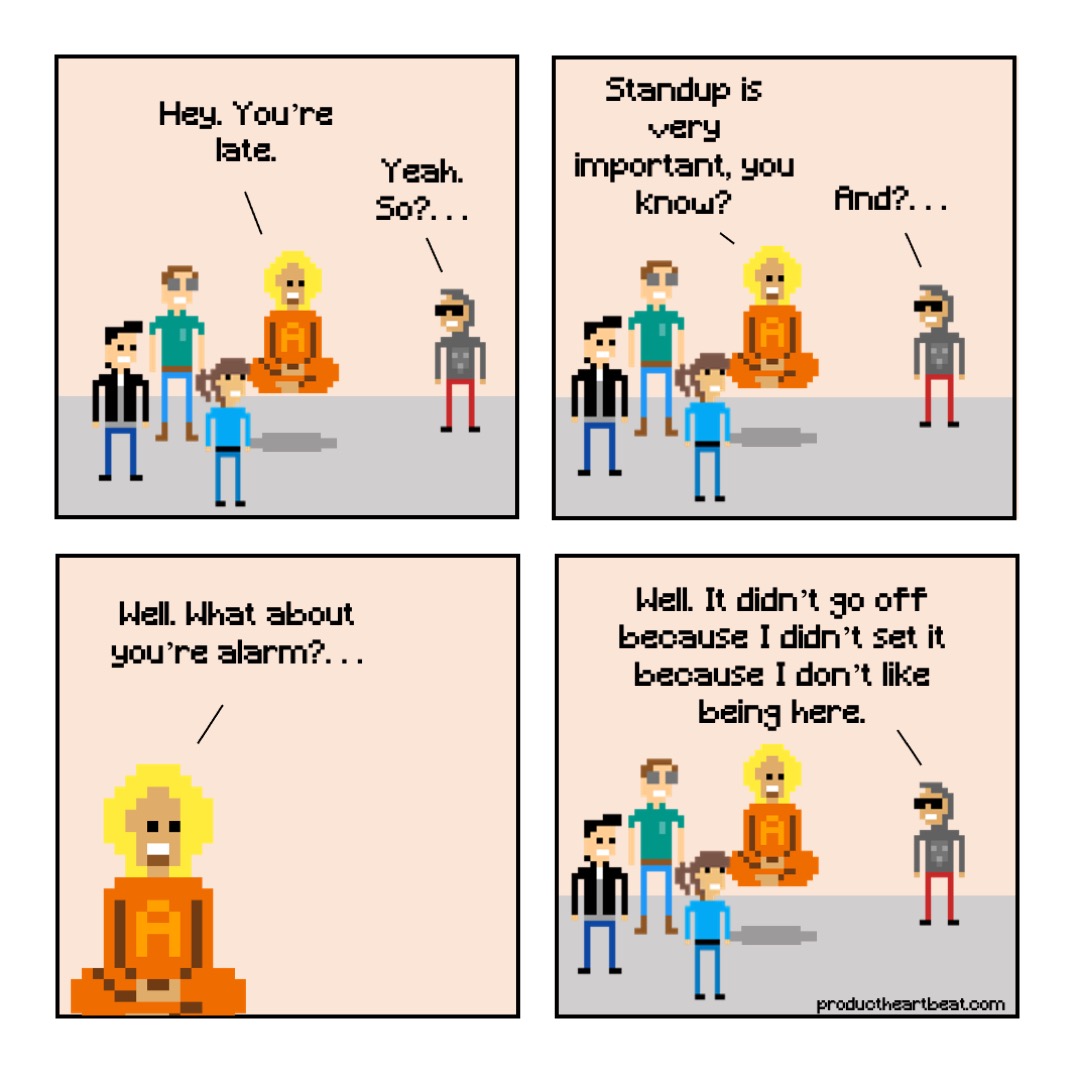 Hey. You're
late.
Yeah.
So?...
Standup is
very
important, you
know?
And?...
Well. What about
you're alarm?...
Well. It didn't go off
because I didn't set it
because I don't like
being here.
A
A
A
A
productheartbeat.com